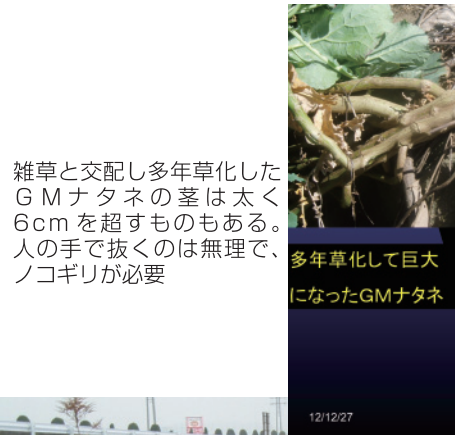 雑草と交配し多年草化した
ＧＭナタネの茎は太く
6cmを超すものもある。
人の手で抜くのは無理で、
ノコギリが必要
多年草化して巨大
になったGMナタネ
12/12/27